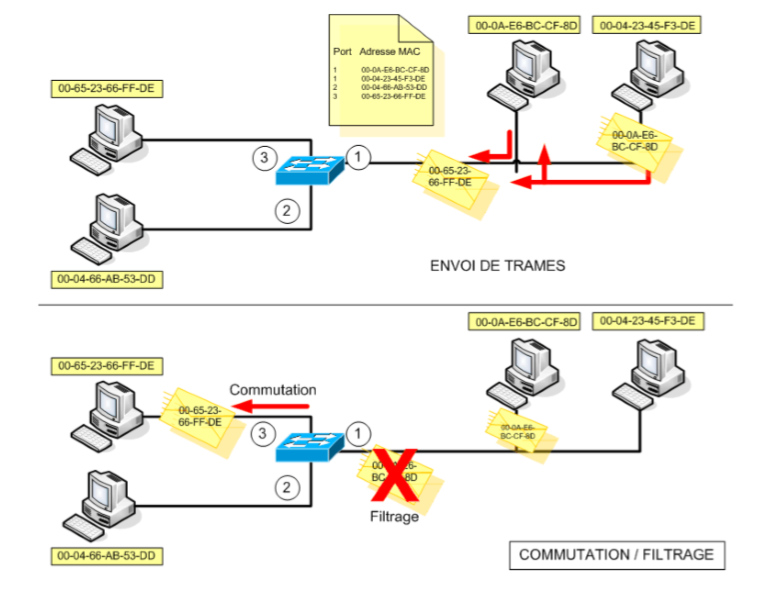 00-0A-E6-BC-CF-8D
00-04-23-45-F3-DE
Port Adresse MAC
1 00-0A-E6-BC-CF-8D
1 00-04-23-45-F3-DE
2 00-04-66-AB-53-DD
3 00-65-23-66-FF-DE
00-65-23-66-FF-DE
00-0A-E6-
BC-CF-8D
3
1
00-65-23-
66-FF-DE
2
00-04-66-AB-53-DD
ENVOI DE TRAMES
00-0A-E6-BC-CF-8D
00-04-23-45-F3-DE
00-65-23-66-FF-DE
Commutation
00-65-23-
66-FF-DE
3
1
00-0A-E6-
BC-CF-8D
2
Filtrage
00-04-66-AB-53-DD
COMMUTATION / FILTRAGE